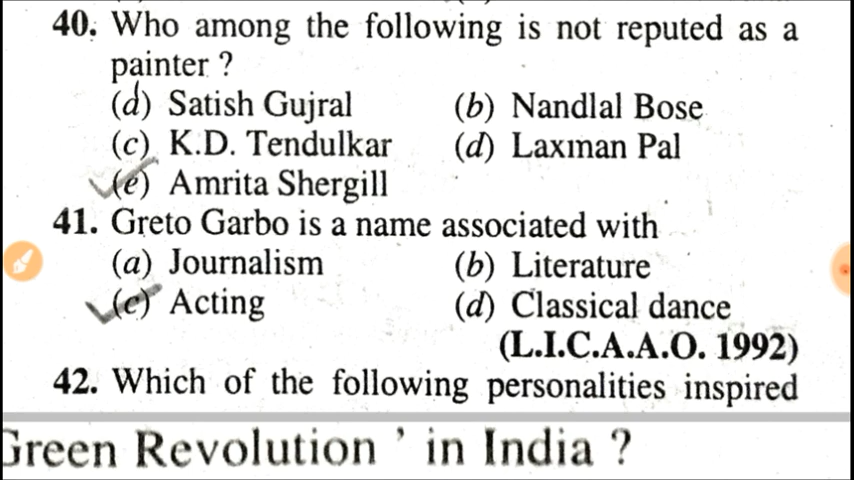 40. Who among the following is not reputed as a
painter ?
(d) Satish Gujral (b) Nandlal Bose
(c) K.D. Tendulkar (d) Laxman Pal
(e) Amrita Shergill
41. Greto Garbo is a name associated with
(a) Journalism (b) Literature
(c) Acting (d) Classical dance
(L.I.C.A.A.O. 1992)
42. Which of the following personalities inspired
Green Revolution ' in India ?